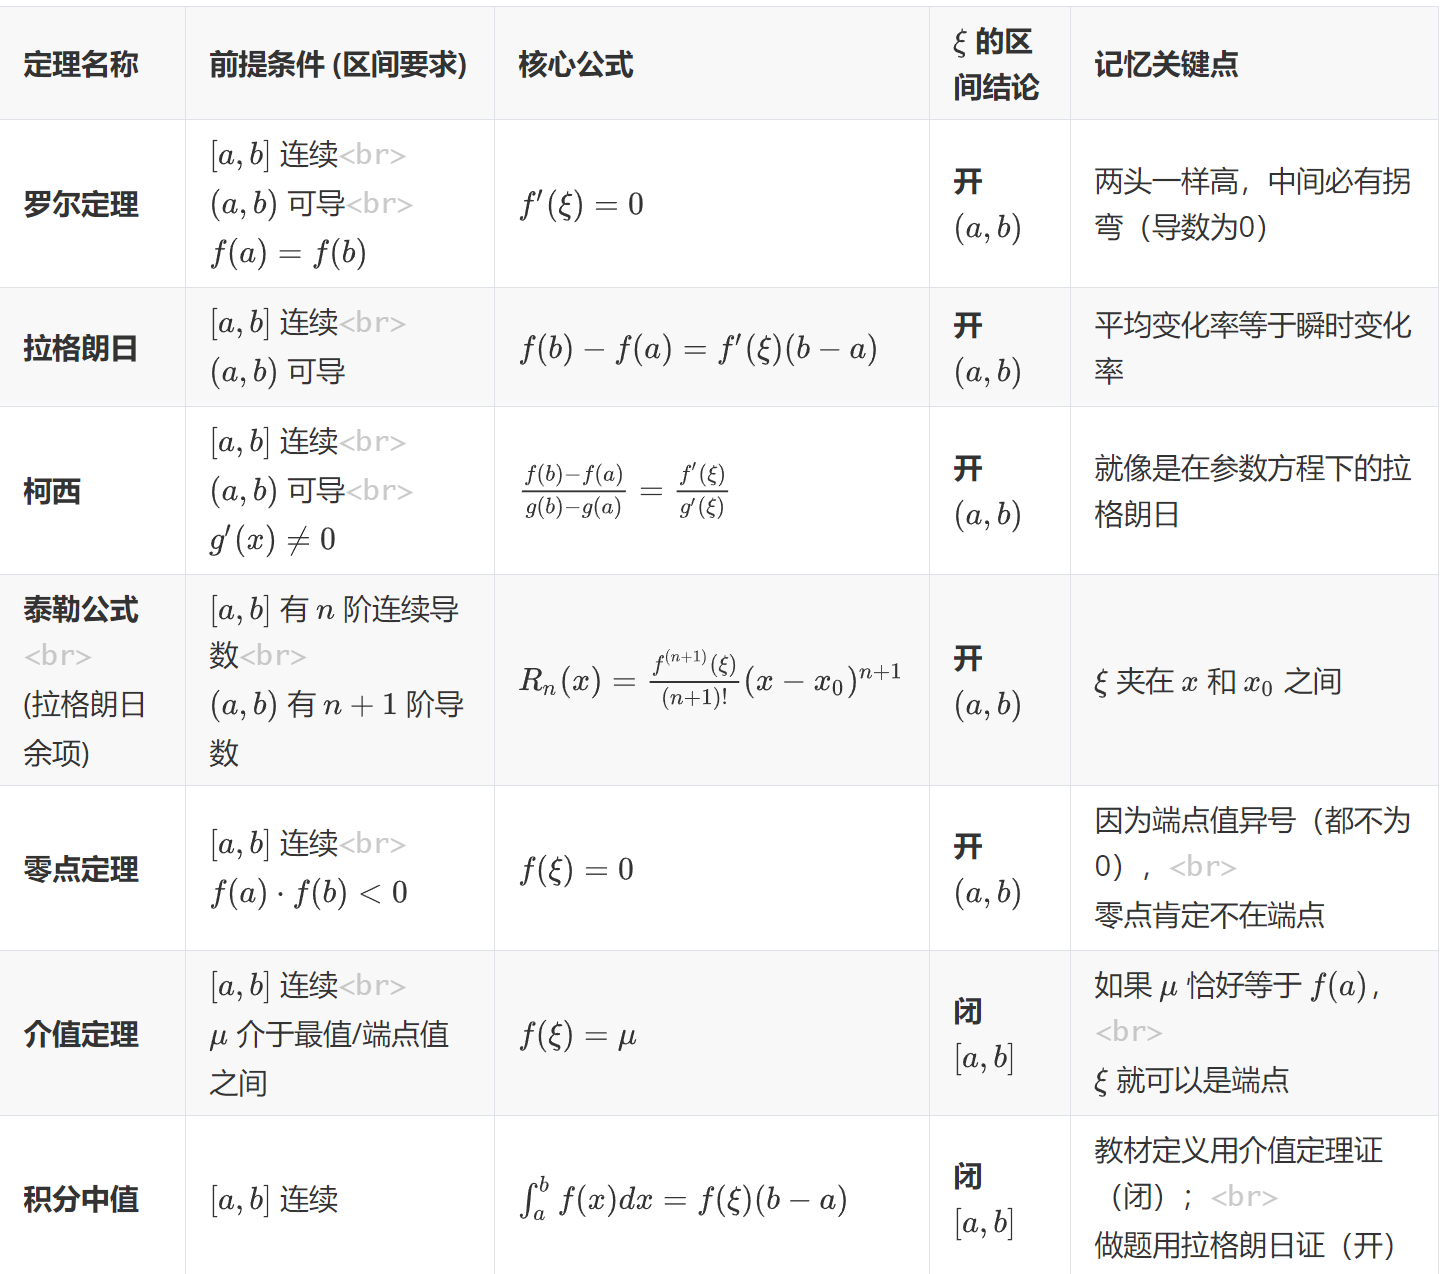 定理名称
前提条件 (区间要求)
核心公式
ξ 的区
间结论
记忆关键点
罗尔定理
[a, b] 连续<br>
(a, b) 可导<br>
f(a) = f(b)
f′(ξ) = 0
开
(a, b)
两头一样高，中间必有拐
弯（导数为0）
拉格朗日
[a, b] 连续<br>
(a, b) 可导
f(b) − f(a) = f′(ξ)(b − a)
开
(a, b)
平均变化率等于瞬时变化
率
柯西
[a, b] 连续<br>
(a, b) 可导<br>
g′(x) ≠ 0
\frac{f(b)−f(a)}{g(b)−g(a)} = \frac{f′(ξ)}{g′(ξ)}
开
(a, b)
就像是在参数方程下的拉
格朗日
泰勒公式
<br>
(拉格朗日
余项)
[a, b] 有 n 阶连续导
数<br>
(a, b) 有 n + 1 阶导
数
R_n(x) = \frac{f^{(n+1)}(ξ)}{(n+1)!}(x − x_0)^{n+1}
开
(a, b)
ξ 夹在 x 和 x_0 之间
零点定理
[a, b] 连续<br>
f(a) · f(b) < 0
f(ξ) = 0
开
(a, b)
因为端点值异号（都不为
0），<br>
零点肯定不在端点
介值定理
[a, b] 连续<br>
μ 介于最值/端点值
之间
f(ξ) = μ
闭
[a, b]
如果 μ 恰好等于 f(a)，
<br>
ξ 就可以是端点
积分中值
[a, b] 连续
∫_a^b f(x)dx = f(ξ)(b − a)
闭
[a, b]
教材定义用介值定理证
（闭）；<br>
做题用拉格朗日证（开）